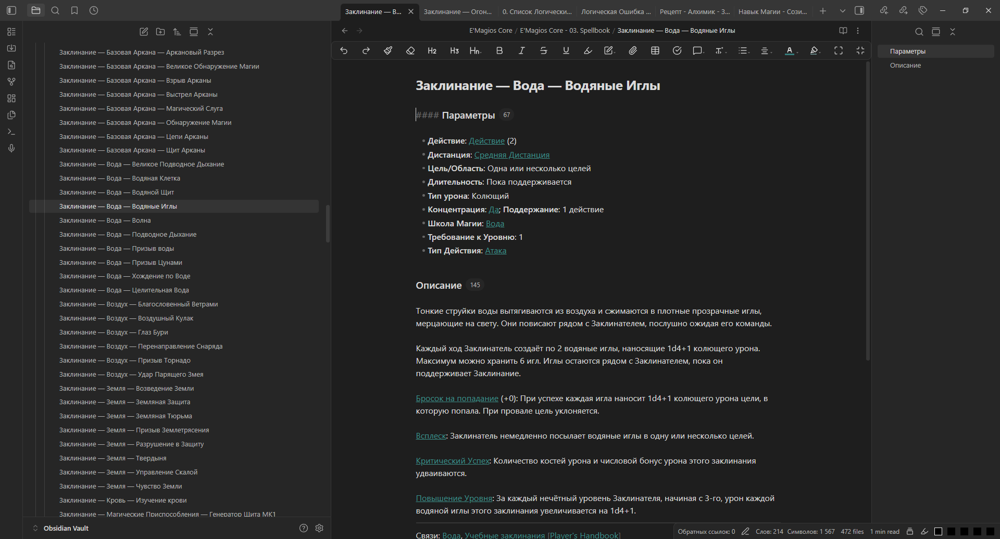 Заклинание — В...
Заклинание — Огон...
0. Список Логически...
Логическая Ошибка ...
Рецепт - Алхимик - З...
Навык Магии - Сози...
E'Magios Core / E'Magios Core - 03. Spellbook / Заклинание — Вода — Водяные Иглы
H2 H3 Hn B I S U A
Заклинание — Базовая Аркана — Аркановый Разрез
Заклинание — Базовая Аркана — Великое Обнаружение Магии
Заклинание — Базовая Аркана — Взрыв Арканы
Заклинание — Базовая Аркана — Выстрел Арканы
Заклинание — Базовая Аркана — Магический Слуга
Заклинание — Базовая Аркана — Обнаружение Магии
Заклинание — Базовая Аркана — Цепи Арканы
Заклинание — Базовая Аркана — Щит Арканы
Заклинание — Вода — Великое Подводное Дыхание
Заклинание — Вода — Водяная Клетка
Заклинание — Вода — Водяной Щит
Заклинание — Вода — Водяные Иглы
Заклинание — Вода — Волна
Заклинание — Вода — Подводное Дыхание
Заклинание — Вода — Призыв воды
Заклинание — Вода — Призыв Цунами
Заклинание — Вода — Хождение по Воде
Заклинание — Вода — Целительная Вода
Заклинание — Воздух — Благословенный Ветрами
Заклинание — Воздух — Воздушный Кулак
Заклинание — Воздух — Глаз Бури
Заклинание — Воздух — Перенаправление Снаряда
Заклинание — Воздух — Призыв Торнадо
Заклинание — Воздух — Удар Парящего Змея
Заклинание — Земля — Возведение Земли
Заклинание — Земля — Земляная Защита
Заклинание — Земля — Земляная Тюрьма
Заклинание — Земля — Призыв Землетрясения
Заклинание — Земля — Разрушение в Защиту
Заклинание — Земля — Твердыня
Заклинание — Земля — Управление Скалой
Заклинание — Земля — Чувство Земли
Заклинание — Кровь — Изучение крови
Заклинание — Магические Приспособления — Генератор Щита МК1
Obsidian Vault
Заклинание — Вода — Водяные Иглы
#### Параметры 67
Действие: Действие (2)
Дистанция: Средняя Дистанция
Цель/Область: Одна или несколько целей
Длительность: Пока поддерживается
Тип урона: Колющий
Концентрация: Да; Поддержание: 1 действие
Школа Магии: Вода
Требование к Уровню: 1
Тип Действия: Атака
Описание 145
Тонкие струйки воды вытягиваются из воздуха и сжимаются в плотные прозрачные иглы,
мерцающие на свету. Они повисают рядом с Заклинателем, послушно ожидая его команды.
Каждый ход Заклинатель создаёт по 2 водяные иглы, наносящие 1d4+1 колющего урона.
Максимум можно хранить 6 игл. Иглы остаются рядом с Заклинателем, пока он
поддерживает Заклинание.
Бросок на попадание (+0): При успехе каждая игла наносит 1d4+1 колющего урона цели, в
которую попала. При провале цель уклоняется.
Всплеск: Заклинатель немедленно посылает водяные иглы в одну или несколько целей.
Критический Успех: Количество костей урона и числовой бонус урона этого заклинания
удваиваются.
Повышение Уровня: За каждый нечётный уровень Заклинателя, начиная с 3-го, урон каждой
водяной иглы этого заклинания увеличивается на 1d4+1.
Связи: Вода, Учебные заклинания [Player's Handbook]
Параметры
Описание
Обратных ссылок: 0
Слов: 214 Символов: 1 567
472 files
1 min read